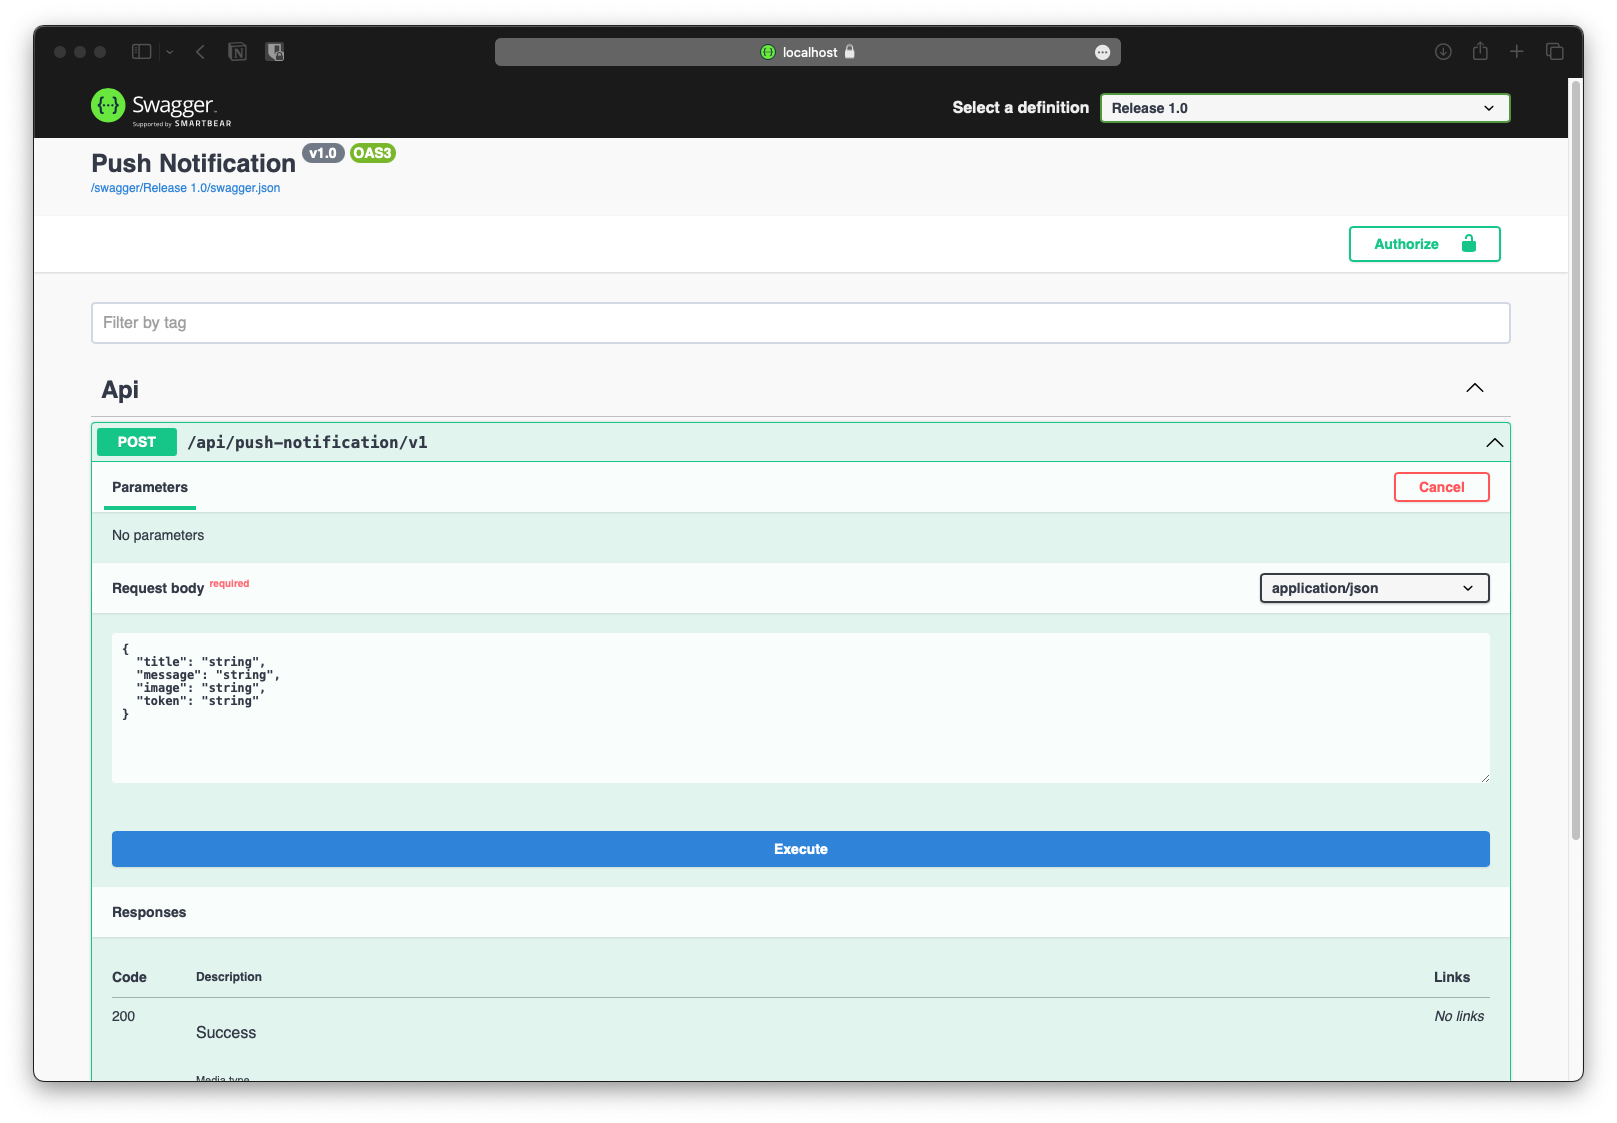 localhost
Swagger
Supported by SMARTBEAR
Select a definition
Release 1.0
Push Notification v1.0 OAS3
/swagger/Release 1.0/swagger.json
Authorize
Filter by tag
Api
POST /api/push-notification/v1
Parameters
Cancel
No parameters
Request body required
application/json
{
  "title": "string",
  "message": "string",
  "image": "string",
  "token": "string"
}
Execute
Responses
Code Description Links
200 Success No links
Media type